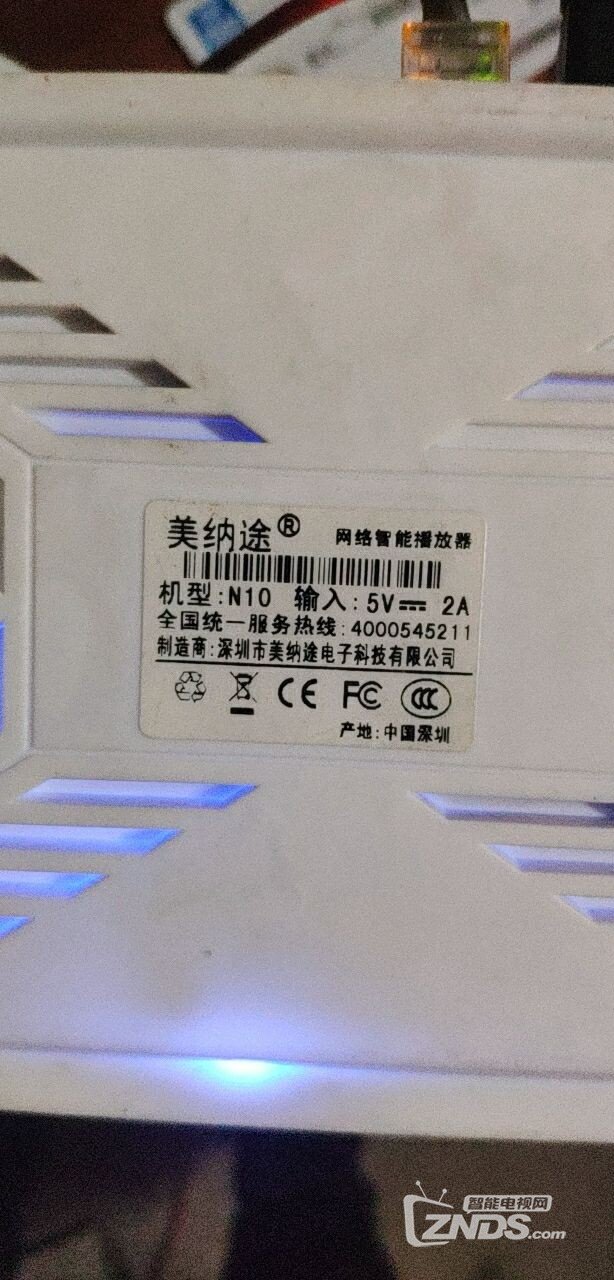 美纳途®
网络智能播放器
机型:N10 输入:5V⎓ 2A
全国统一服务热线:4000545211
制造商:深圳市美纳途电子科技有限公司
CE FC CCC
产地:中国深圳
智能电视网
ZNDS.com